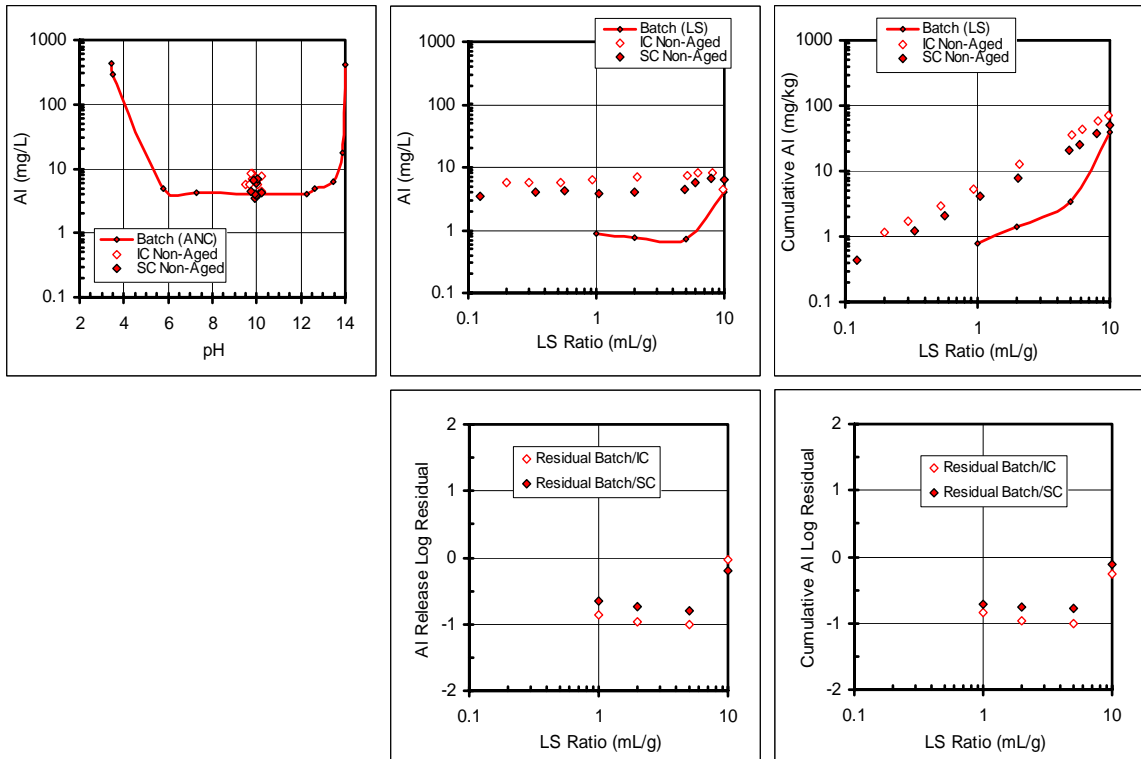 1000
100
10
1
0.1
Al (mg/L)
Batch (ANC)
IC Non-Aged
SC Non-Aged
2 4 6 8 10 12 14
pH
Batch (LS)
IC Non-Aged
SC Non-Aged
1000
100
10
1
0.1
Al (mg/L)
0.1 1 10
LS Ratio (mL/g)
Batch (LS)
IC Non-Aged
SC Non-Aged
1000
100
10
1
0.1
Cumulative Al (mg/kg)
0.1 1 10
LS Ratio (mL/g)
2
1
0
-1
-2
Al Release Log Residual
Residual Batch/IC
Residual Batch/SC
0.1 1 10
LS Ratio (mL/g)
2
1
0
-1
-2
Cumulative Al Log Residual
Residual Batch/IC
Residual Batch/SC
0.1 1 10
LS Ratio (mL/g)